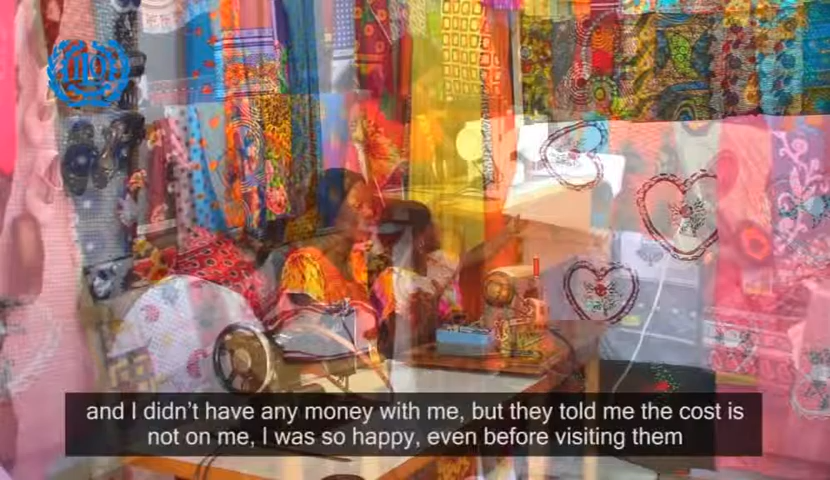 ILO
and I didn't have any money with me, but they told me the cost is
not on me, I was so happy, even before visiting them